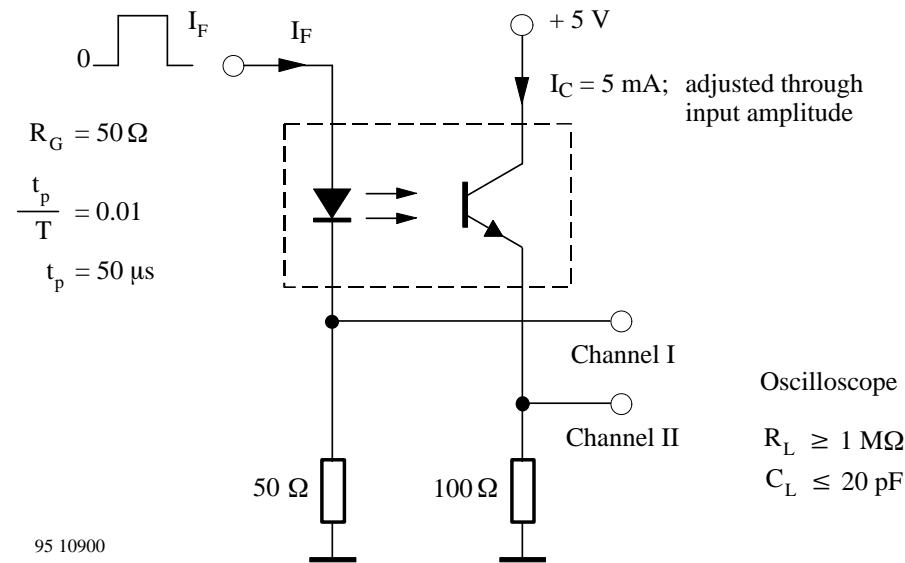 I_F
0
I_F
+ 5 V
I_C = 5 mA; adjusted through
input amplitude
R_G = 50 Ω
t_p
T
= 0.01
t_p = 50 μs
Channel I
Channel II
Oscilloscope
R_L ≥ 1 MΩ
C_L ≤ 20 pF
50 Ω
100 Ω
95 10900